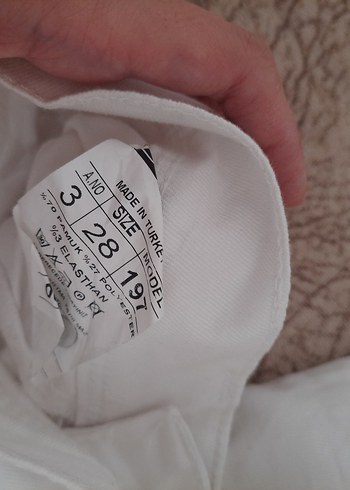 MADE IN TURKEY
A.NO SIZE MODEL
3 28 197
%70 PAMUK %27 POLYESTER
%3 ELASTHAN